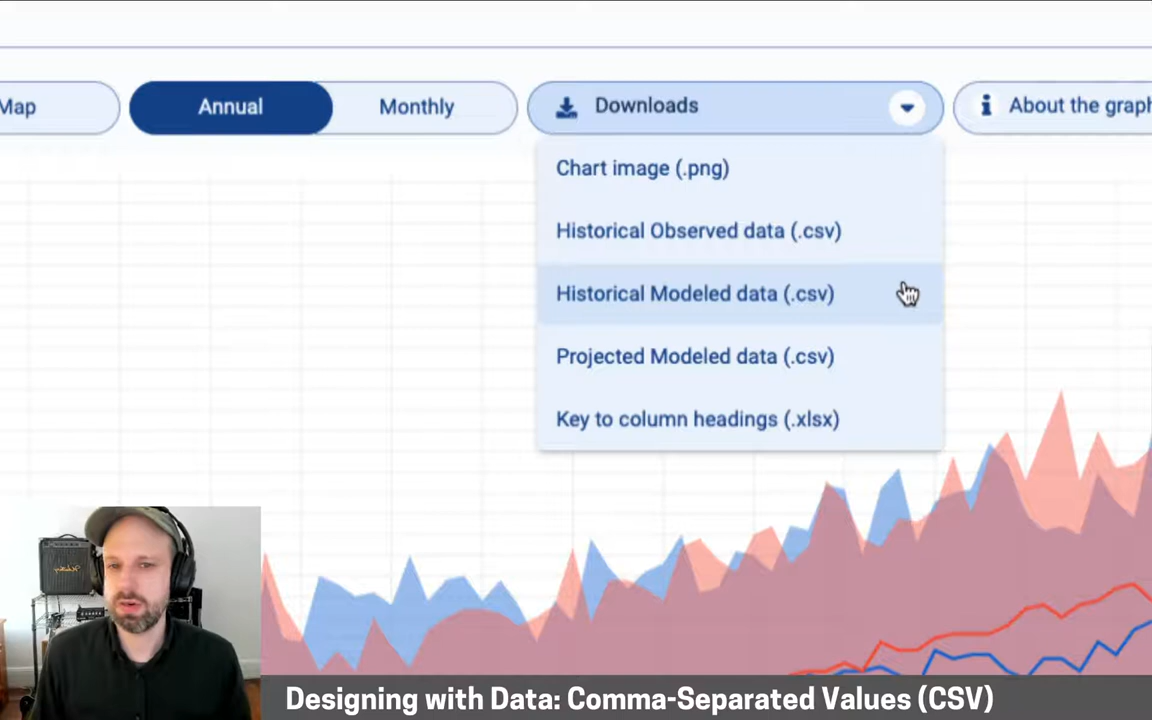 Map
Annual
Monthly
Downloads
About the graph
Chart image (.png)
Historical Observed data (.csv)
Historical Modeled data (.csv)
Projected Modeled data (.csv)
Key to column headings (.xlsx)
Designing with Data: Comma-Separated Values (CSV)